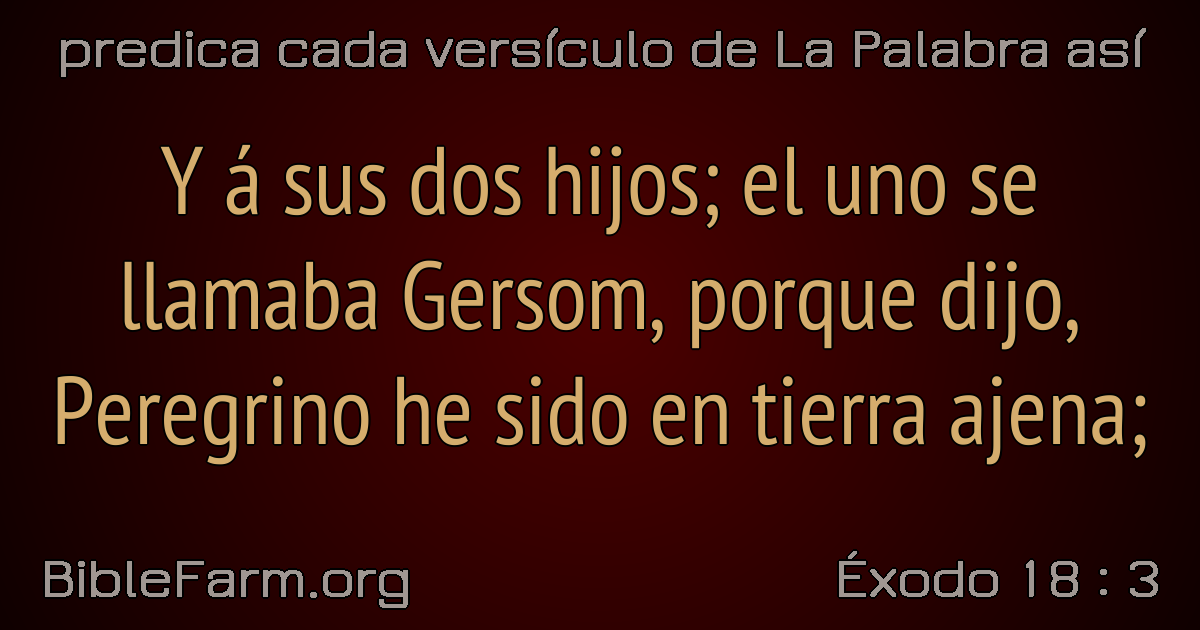 predica cada versículo de La Palabra así
Y á sus dos hijos; el uno se
llamaba Gersom, porque dijo,
Peregrino he sido en tierra ajena;
BibleFarm.org
Éxodo 18 : 3